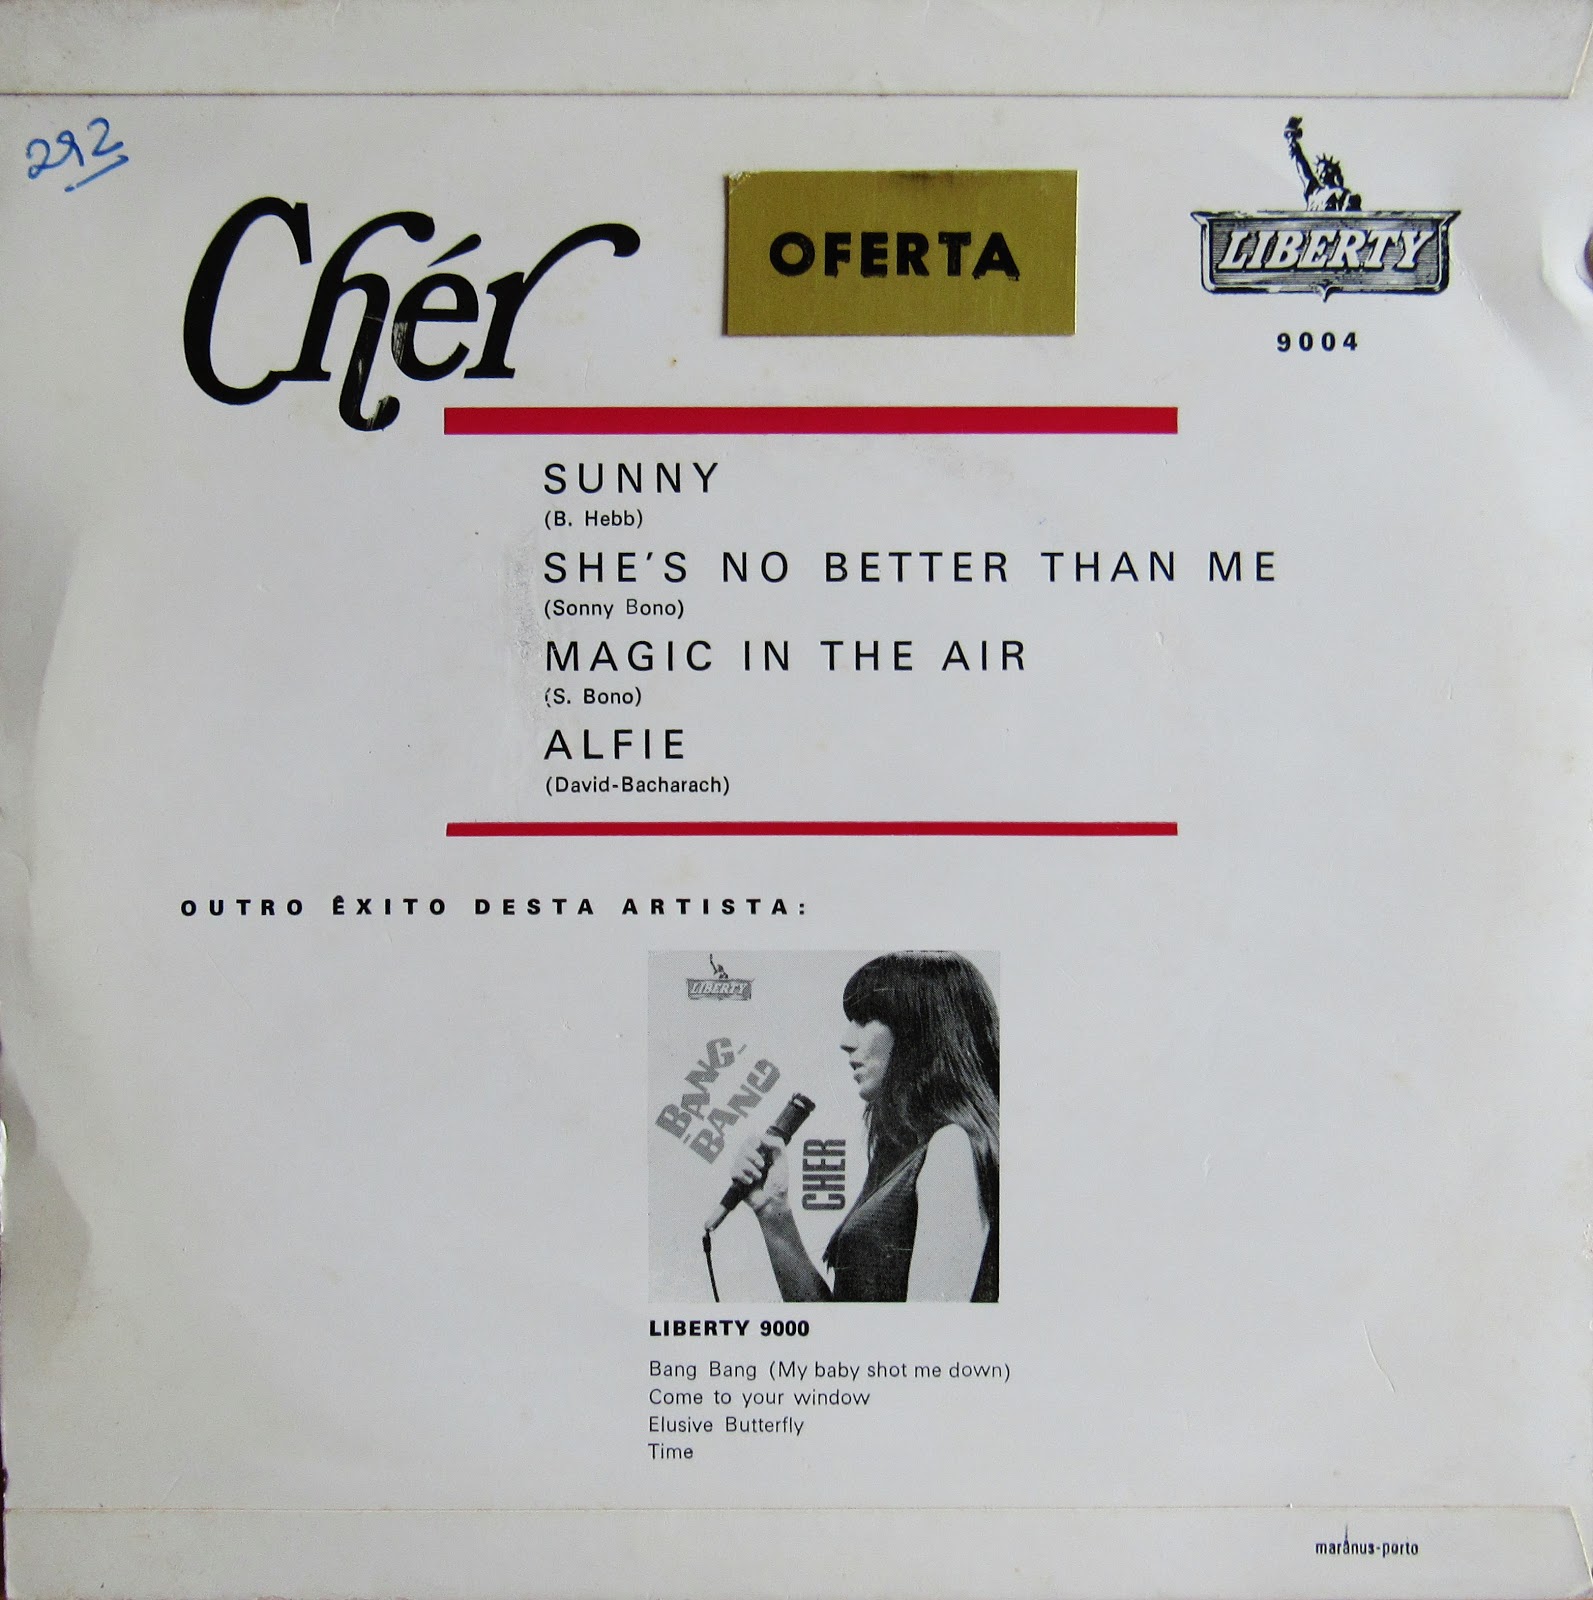 292
Chér
OFERTA
LIBERTY
9004
SUNNY
(B. Hebb)
SHE'S NO BETTER THAN ME
(Sonny Bono)
MAGIC IN THE AIR
(S. Bono)
ALFIE
(David-Bacharach)
OUTRO ÊXITO DESTA ARTISTA:
LIBERTY
BANG-
-BANG
CHER
LIBERTY 9000
Bang Bang (My baby shot me down)
Come to your window
Elusive Butterfly
Time
marânus-porto